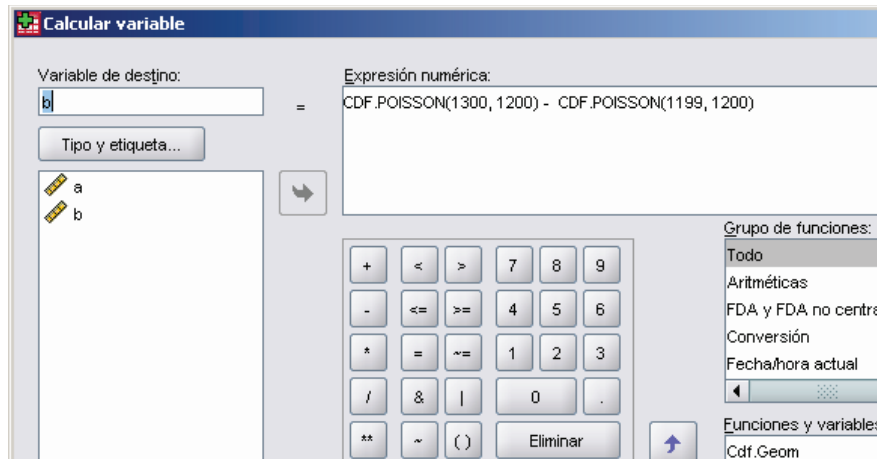 Calcular variable
Variable de destino:
b
Tipo y etiqueta...
a
b
=
Expresión numérica:
CDF.POISSON(1300, 1200) - CDF.POISSON(1199, 1200)
+ < > 7 8 9
- <= >= 4 5 6
* = ~= 1 2 3
/ & | 0 .
** ~ ( ) Eliminar
Grupo de funciones:
Todo
Aritméticas
FDA y FDA no centra
Conversión
Fecha/hora actual
Funciones y variables
Cdf.Geom